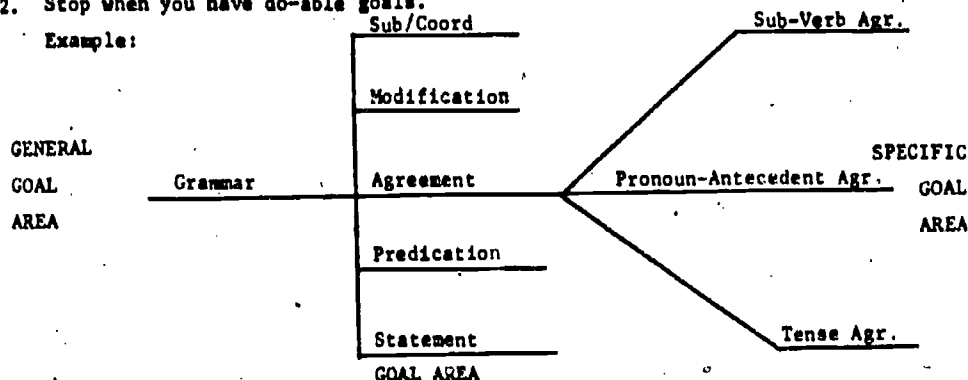 2. Stop when you have do-able goals.
Example:
Sub/Coord
Sub-Verb Agr.
Modification
GENERAL
GOAL
AREA
Grammar
Agreement
Pronoun-Antecedent Agr.
SPECIFIC
GOAL
AREA
Predication
Statement
GOAL AREA
Tense Agr.